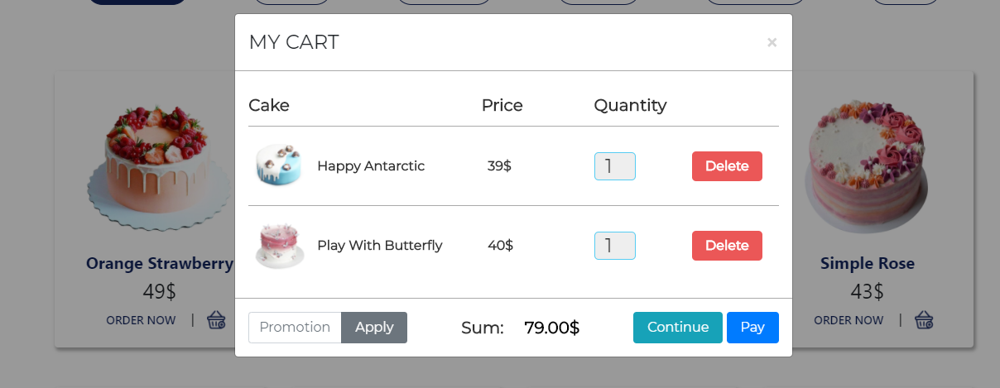 MY CART ×
Cake Price Quantity
Happy Antarctic 39$ 1 Delete
Play With Butterfly 40$ 1 Delete
Promotion Apply Sum: 79.00$ Continue Pay
Orange Strawberry
49$
ORDER NOW |
Simple Rose
43$
ORDER NOW |